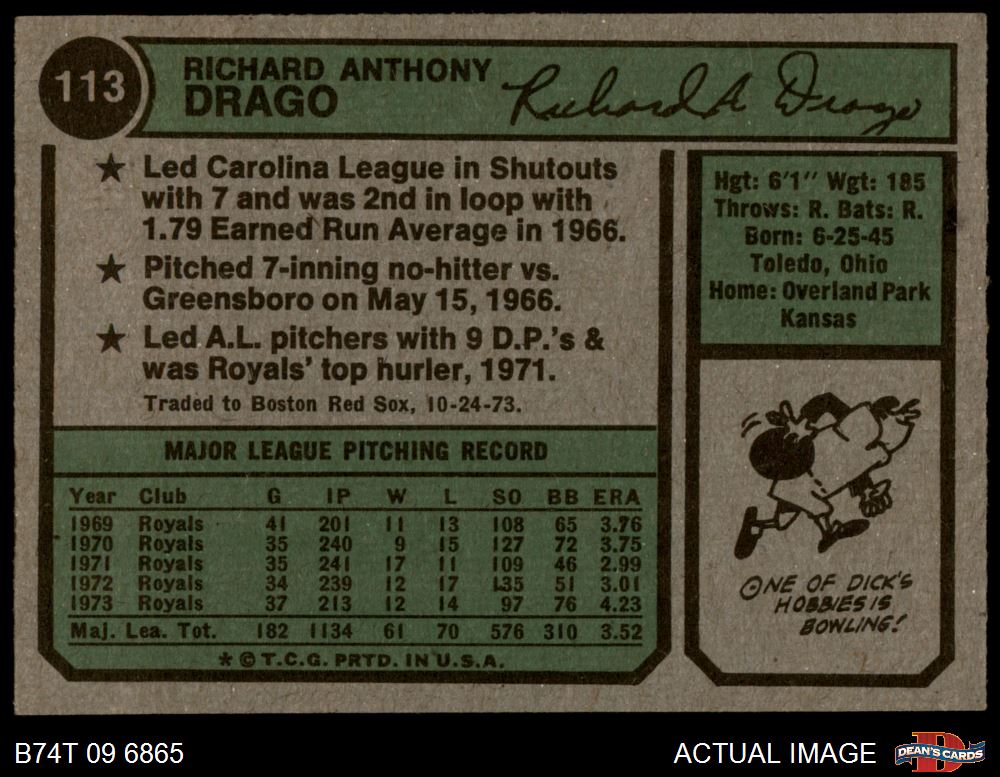 113
RICHARD ANTHONY
DRAGO
Richard A Drago
★ Led Carolina League in Shutouts
with 7 and was 2nd in loop with
1.79 Earned Run Average in 1966.
★ Pitched 7-inning no-hitter vs.
Greensboro on May 15, 1966.
★ Led A.L. pitchers with 9 D.P.'s &
was Royals' top hurler, 1971.
Traded to Boston Red Sox, 10-24-73.
MAJOR LEAGUE PITCHING RECORD
Year Club G IP W L SO BB ERA
1969 Royals 41 201 11 13 108 65 3.76
1970 Royals 35 240 9 15 127 72 3.75
1971 Royals 35 241 17 11 109 46 2.99
1972 Royals 34 239 12 17 135 51 3.01
1973 Royals 37 213 12 14 97 76 4.23
Maj. Lea. Tot. 182 1134 61 70 576 310 3.52
* © T.C.G. PRTD. IN U.S.A.
Hgt: 6'1" Wgt: 185
Throws: R. Bats: R.
Born: 6-25-45
Toledo, Ohio
Home: Overland Park
Kansas
ONE OF DICK'S
HOBBIES IS
BOWLING!
B74T 09 6865
ACTUAL IMAGE
D
DEAN'S CARDS